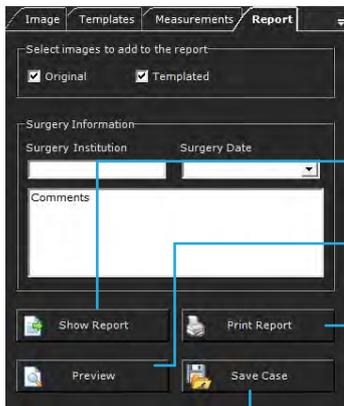 Image Templates Measurements Report
Select images to add to the report
Original Templated
Surgery Information
Surgery Institution Surgery Date
Comments
Show Report Print Report
Preview Save Case